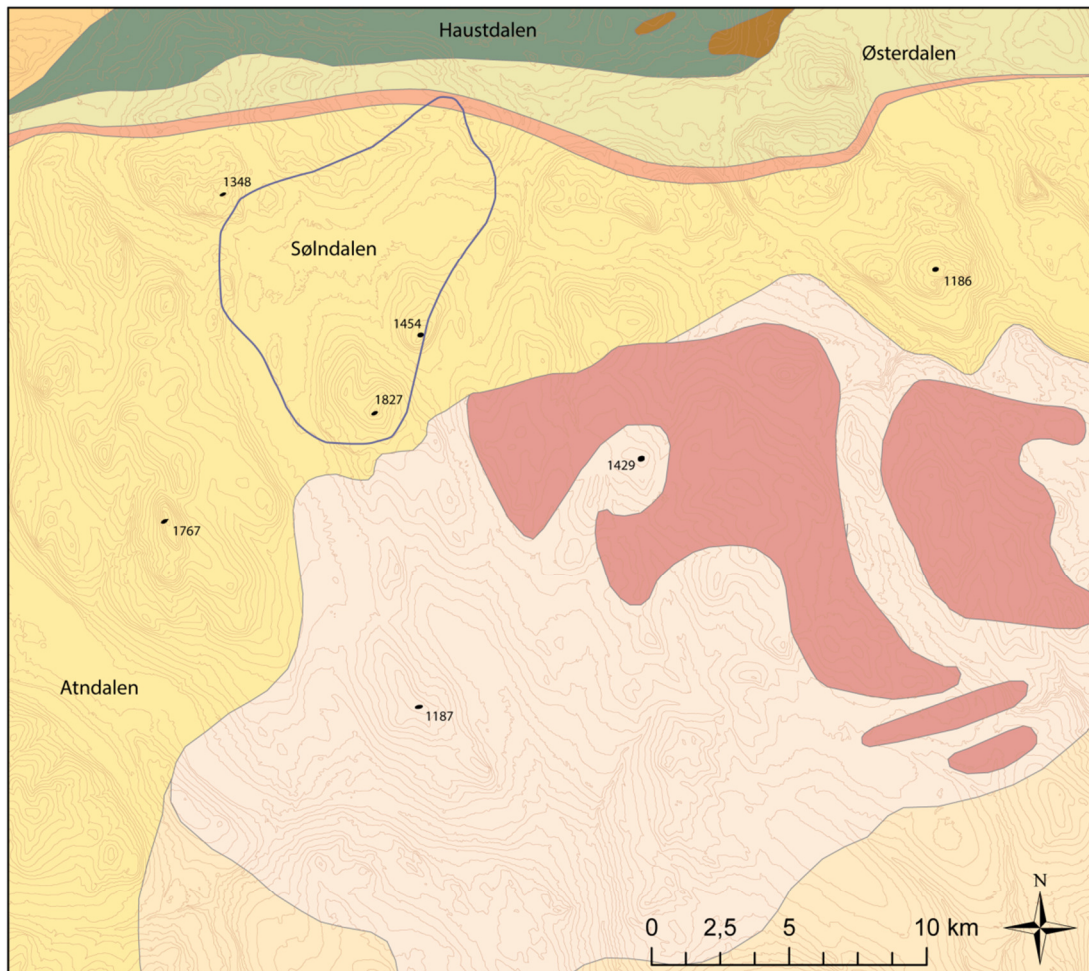 Haustdalen
Østerdalen
1348
Sølndalen
1186
1454
1827
1429
1767
Atndalen
1187
N
0 2,5 5 10 km